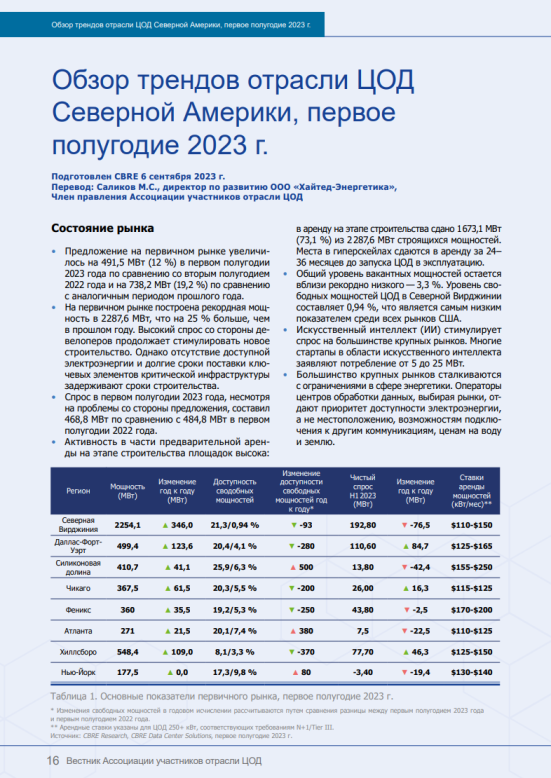 Обзор трендов отрасли ЦОД Северной Америки, первое полугодие 2023 г.
Обзор трендов отрасли ЦОД
Северной Америки, первое
полугодие 2023 г.
Подготовлен CBRE 6 сентября 2023 г.
Перевод: Саликов М.С., директор по развитию ООО «Хайтед-Энергетика»,
Член правления Ассоциации участников отрасли ЦОД
Состояние рынка
• Предложение на первичном рынке увеличи-
лось на 491,5 МВт (12 %) в первом полугодии
2023 года по сравнению со вторым полугодием
2022 года и на 738,2 МВт (19,2 %) по сравнению
с аналогичным периодом прошлого года.
• На первичном рынке построена рекордная мощ-
ность в 2287,6 МВт, что на 25 % больше, чем
в прошлом году. Высокий спрос со стороны де-
велоперов продолжает стимулировать новое
строительство. Однако отсутствие доступной
электроэнергии и долгие сроки поставки клю-
чевых элементов критической инфраструктуры
задерживают сроки строительства.
• Спрос в первом полугодии 2023 года, несмотря
на проблемы со стороны предложения, составил
468,8 МВт по сравнению с 484,8 МВт в первом
полугодии 2022 года.
• Активность в части предварительной арен-
ды на этапе строительства площадок высока:
в аренду на этапе строительства сдано 1673,1 МВт
(73,1 %) из 2287,6 МВт строящихся мощностей.
Места в гиперскейлах сдаются в аренду за 24–
36 месяцев до запуска ЦОД в эксплуатацию.
• Общий уровень вакантных мощностей остается
вблизи рекордно низкого — 3,3 %. Уровень сво-
бодных мощностей ЦОД в Северной Вирджинии
составляет 0,94 %, что является самым низким
показателем среди всех рынков США.
• Искусственный интеллект (ИИ) стимулирует
спрос на большинстве крупных рынков. Многие
стартапы в области искусственного интеллекта
заявляют потребление от 5 до 25 МВт.
• Большинство крупных рынков сталкиваются
с ограничениями в сфере энергетики. Операторы
центров обработки данных, выбирая рынки, от-
дают приоритет доступности электроэнергии,
а не местоположению, возможностям подклю-
чения к другим коммуникациям, ценам на воду
и землю.
Регион Мощность (МВт) Изменение год к году (МВт) Доступность сводобных мощностей Изменение доступности свободных мощностей год к году* Чистый спрос H1 2023 (МВт) Изменение год к году (МВт) Ставки аренды мощностей (кВт/мес)**
Северная Вирджиния 2254,1 ▲ 346,0 21,3/0,94 % ▼ -93 192,80 ▼ -76,5 $110-$150
Даллас-Форт-Уэрт 499,4 ▲ 123,6 20,4/4,1 % ▼ -280 110,60 ▲ 84,7 $125-$165
Силиконовая долина 410,7 ▲ 41,1 25,9/6,3 % ▲ 500 13,80 ▼ -42,4 $155-$250
Чикаго 367,5 ▲ 61,5 20,3/5,5 % ▼ -200 26,00 ▲ 16,3 $115-$125
Феникс 360 ▲ 35,5 19,2/5,3 % ▼ -250 43,80 ▼ -2,5 $170-$200
Атланта 271 ▲ 21,5 20,1/7,4 % ▲ 380 7,5 ▼ -22,5 $110-$125
Хиллсборо 548,4 ▲ 109,0 8,1/3,3 % ▼ -370 77,70 ▲ 46,3 $125-$150
Нью-Йорк 177,5 ▲ 0,0 17,3/9,8 % ▲ 80 -3,40 ▼ -19,4 $130-$140
Таблица 1. Основные показатели первичного рынка, первое полугодие 2023 г.
* Изменения свободных мощностей в годовом исчислении рассчитываются путем сравнения разницы между первым полугодием 2023 года
и первым полугодием 2022 года.
** Арендные ставки указаны для ЦОД 250+ кВт, соответствующих требованиям N+1/Tier III.
Источник: CBRE Research, CBRE Data Center Solutions, первое полугодие 2023 г.
16 Вестник Ассоциации участников отрасли ЦОД